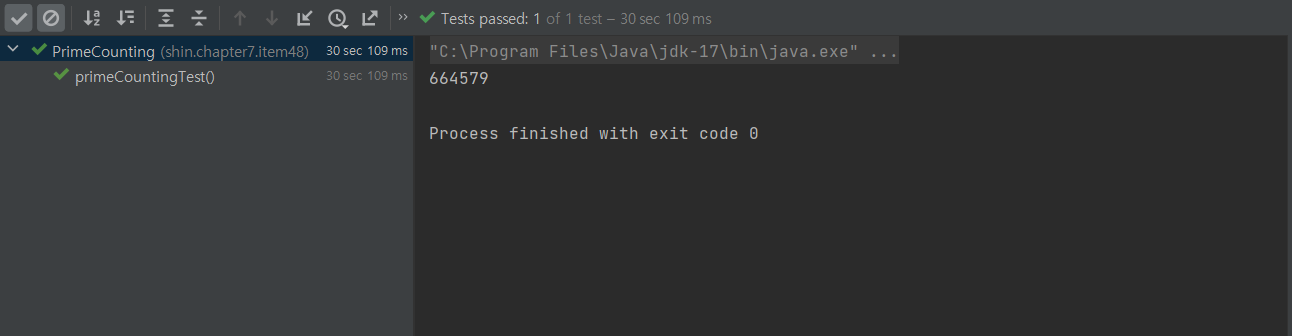 Tests passed: 1 of 1 test – 30 sec 109 ms
PrimeCounting (shin.chapter7.item48) 30 sec 109 ms
primeCountingTest() 30 sec 109 ms
"C:\Program Files\Java\jdk-17\bin\java.exe" ...
664579
Process finished with exit code 0